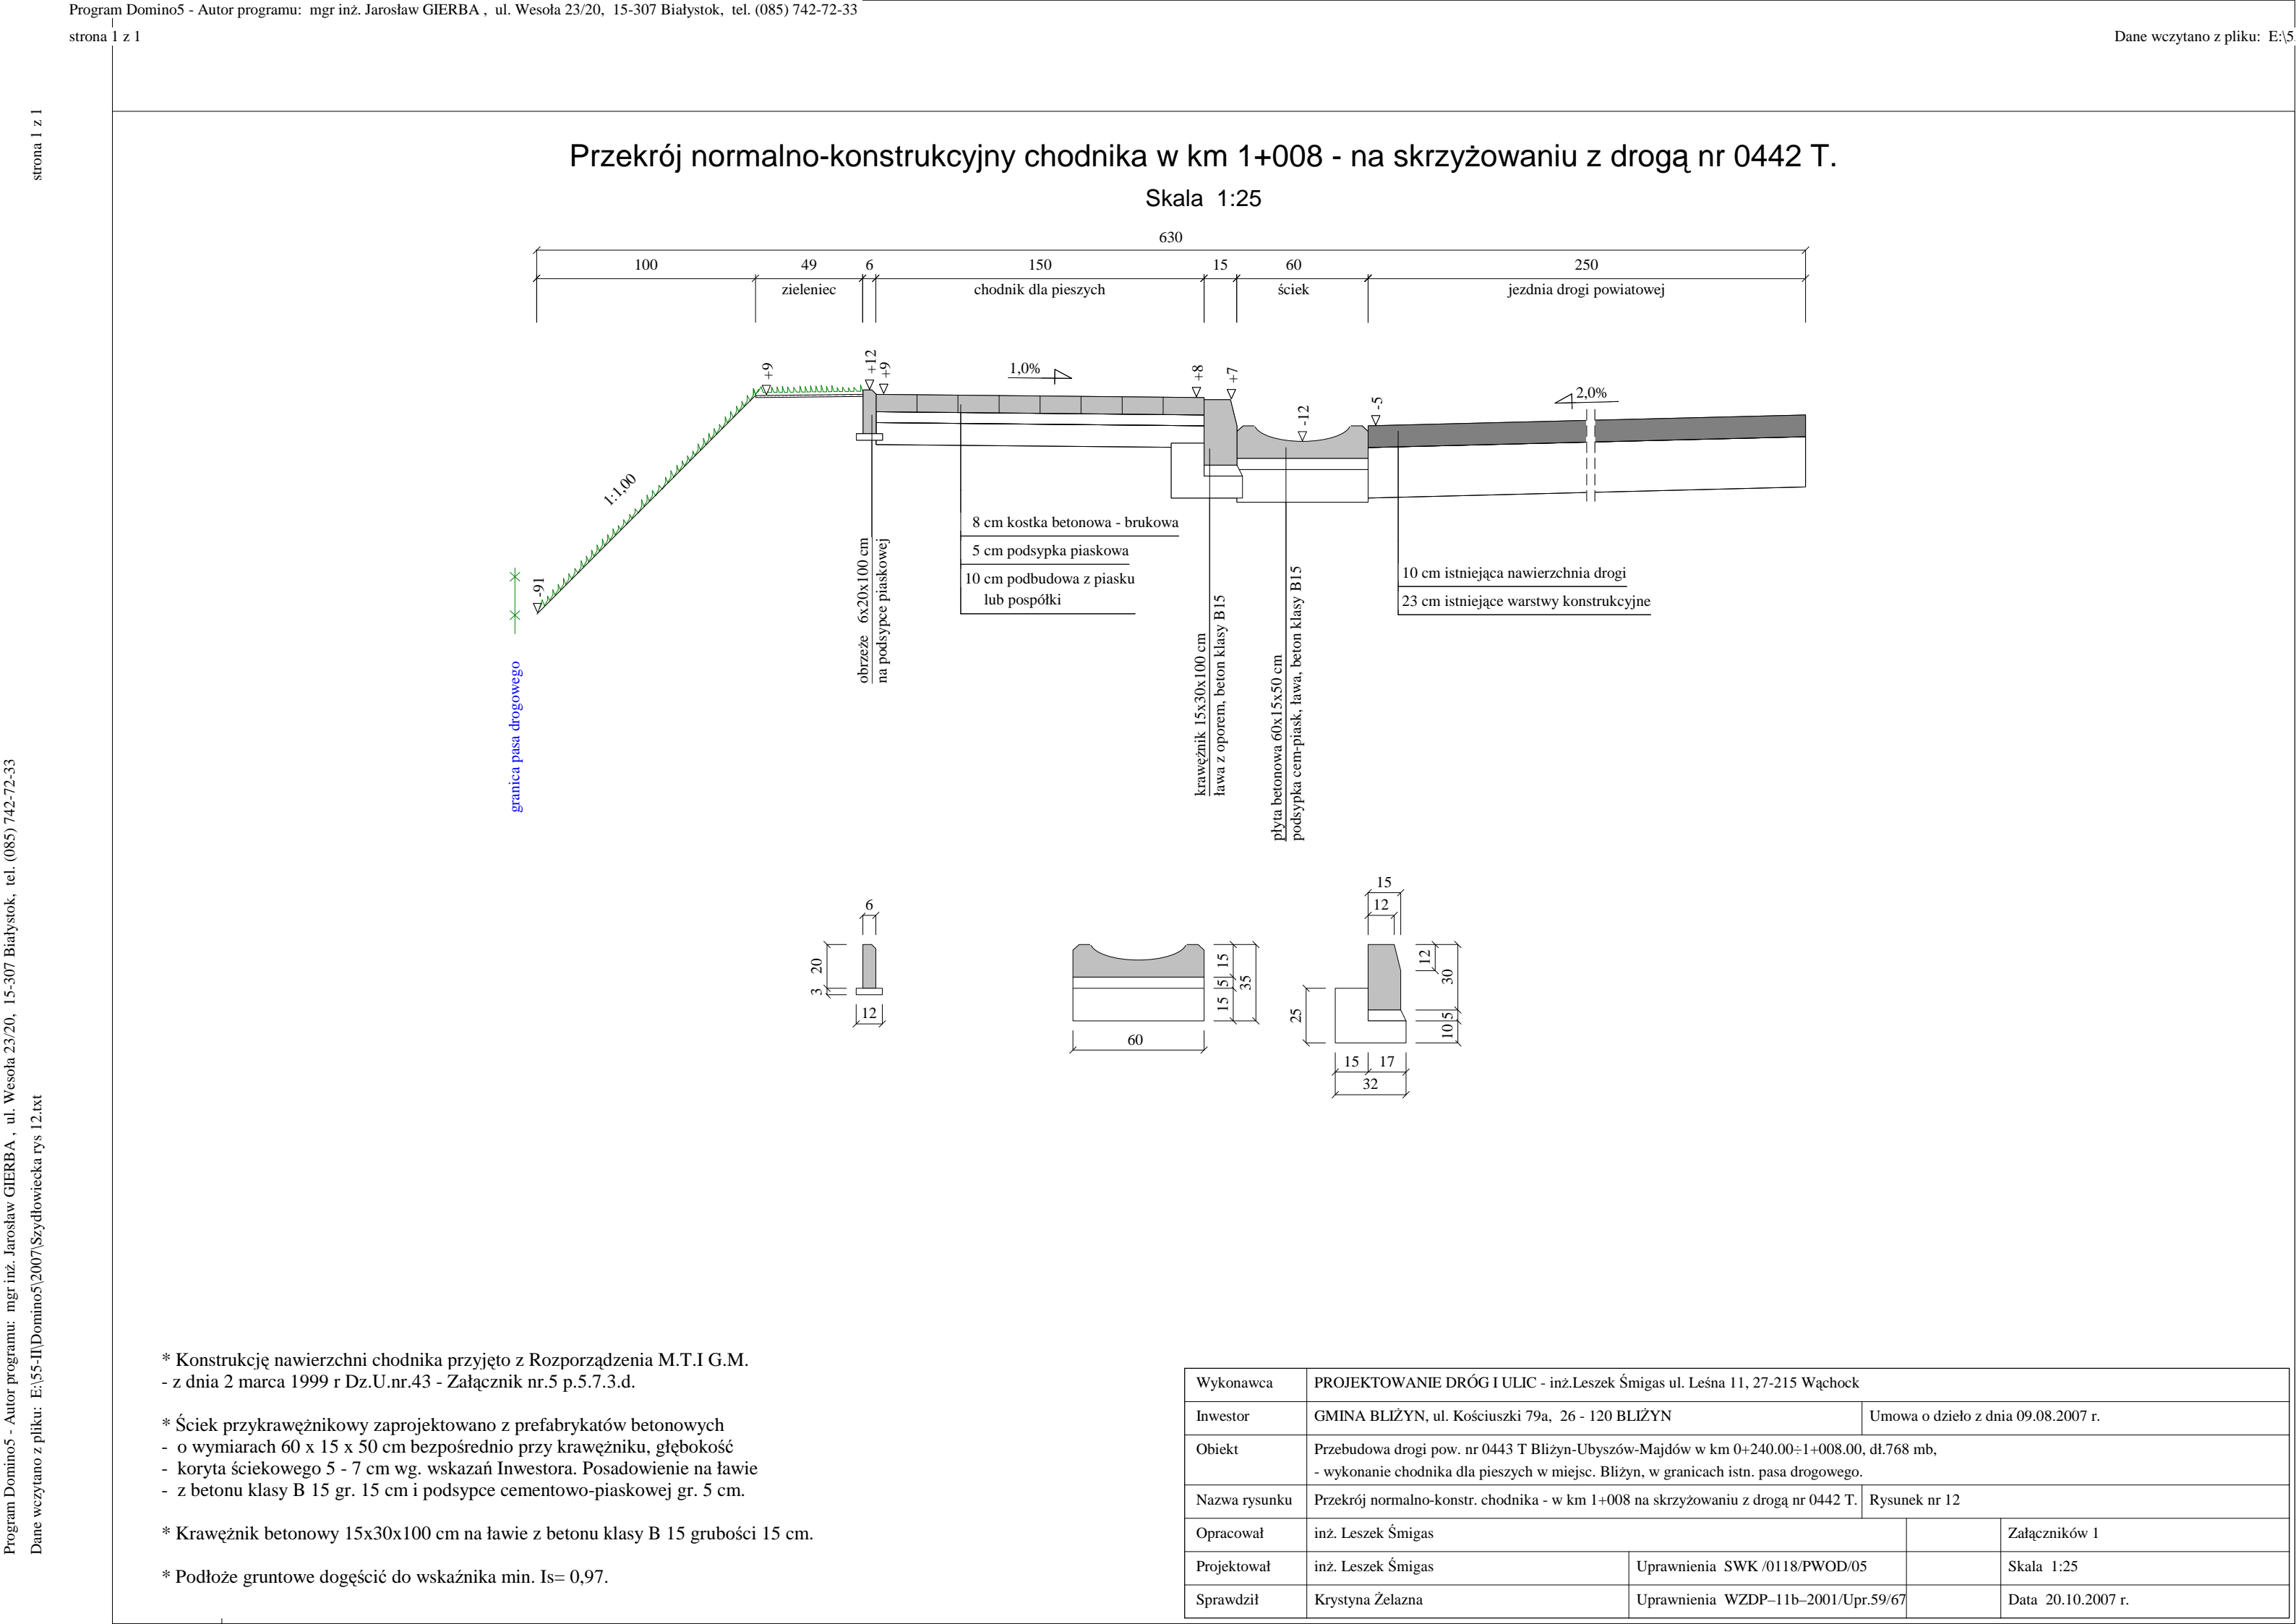 Program Domino5 - Autor programu: mgr inż. Jarosław GIERBA , ul. Wesoła 23/20, 15-307 Białystok, tel. (085) 742-72-33
strona 1 z 1
Dane wczytano z pliku: E:\5
strona 1 z 1
Program Domino5 - Autor programu: mgr inż. Jarosław GIERBA , ul. Wesoła 23/20, 15-307 Białystok, tel. (085) 742-72-33
Dane wczytano z pliku: E:\55-II\Domino5\2007\Szydłowiecka rys 12.txt
Przekrój normalno-konstrukcyjny chodnika w km 1+008 - na skrzyżowaniu z drogą nr 0442 T.
Skala 1:25
630
100 49 6 150 15 60 250
zieleniec chodnik dla pieszych ściek jezdnia drogi powiatowej
+9 +12 +9 1,0% +8 +7 -12 -5 2,0%
1:1,00
-91
granica pasa drogowego
8 cm kostka betonowa - brukowa
5 cm podsypka piaskowa
10 cm podbudowa z piasku
lub pospółki
obrzeże 6x20x100 cm
na podsypce piaskowej
krawężnik 15x30x100 cm
ława z oporem, beton klasy B15
płyta betonowa 60x15x50 cm
podsypka cem-piask, ława, beton klasy B15
10 cm istniejąca nawierzchnia drogi
23 cm istniejące warstwy konstrukcyjne
6
20
3
12
15
5
15
35
60
15
12
12
30
5
10
25
15 17
32
* Konstrukcję nawierzchni chodnika przyjęto z Rozporządzenia M.T.I G.M.
- z dnia 2 marca 1999 r Dz.U.nr.43 - Załącznik nr.5 p.5.7.3.d.
* Ściek przykrawężnikowy zaprojektowano z prefabrykatów betonowych
- o wymiarach 60 x 15 x 50 cm bezpośrednio przy krawężniku, głębokość
- koryta ściekowego 5 - 7 cm wg. wskazań Inwestora. Posadowienie na ławie
- z betonu klasy B 15 gr. 15 cm i podsypce cementowo-piaskowej gr. 5 cm.
* Krawężnik betonowy 15x30x100 cm na ławie z betonu klasy B 15 grubości 15 cm.
* Podłoże gruntowe dogęścić do wskaźnika min. Is= 0,97.
Wykonawca PROJEKTOWANIE DRÓG I ULIC - inż.Leszek Śmigas ul. Leśna 11, 27-215 Wąchock
Inwestor GMINA BLIŻYN, ul. Kościuszki 79a, 26 - 120 BLIŻYN Umowa o dzieło z dnia 09.08.2007 r.
Obiekt Przebudowa drogi pow. nr 0443 T Bliżyn-Ubyszów-Majdów w km 0+240.00÷1+008.00, dł.768 mb,
- wykonanie chodnika dla pieszych w miejsc. Bliżyn, w granicach istn. pasa drogowego.
Nazwa rysunku Przekrój normalno-konstr. chodnika - w km 1+008 na skrzyżowaniu z drogą nr 0442 T. Rysunek nr 12
Opracował inż. Leszek Śmigas Załączników 1
Projektował inż. Leszek Śmigas Uprawnienia SWK /0118/PWOD/05 Skala 1:25
Sprawdził Krystyna Żelazna Uprawnienia WZDP–11b–2001/Upr.59/67 Data 20.10.2007 r.